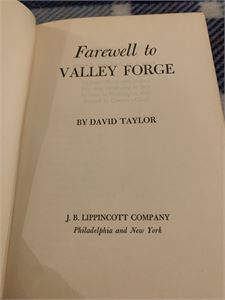 Farewell to
VALLEY FORGE
BY DAVID TAYLOR
J. B. LIPPINCOTT COMPANY
Philadelphia and New York